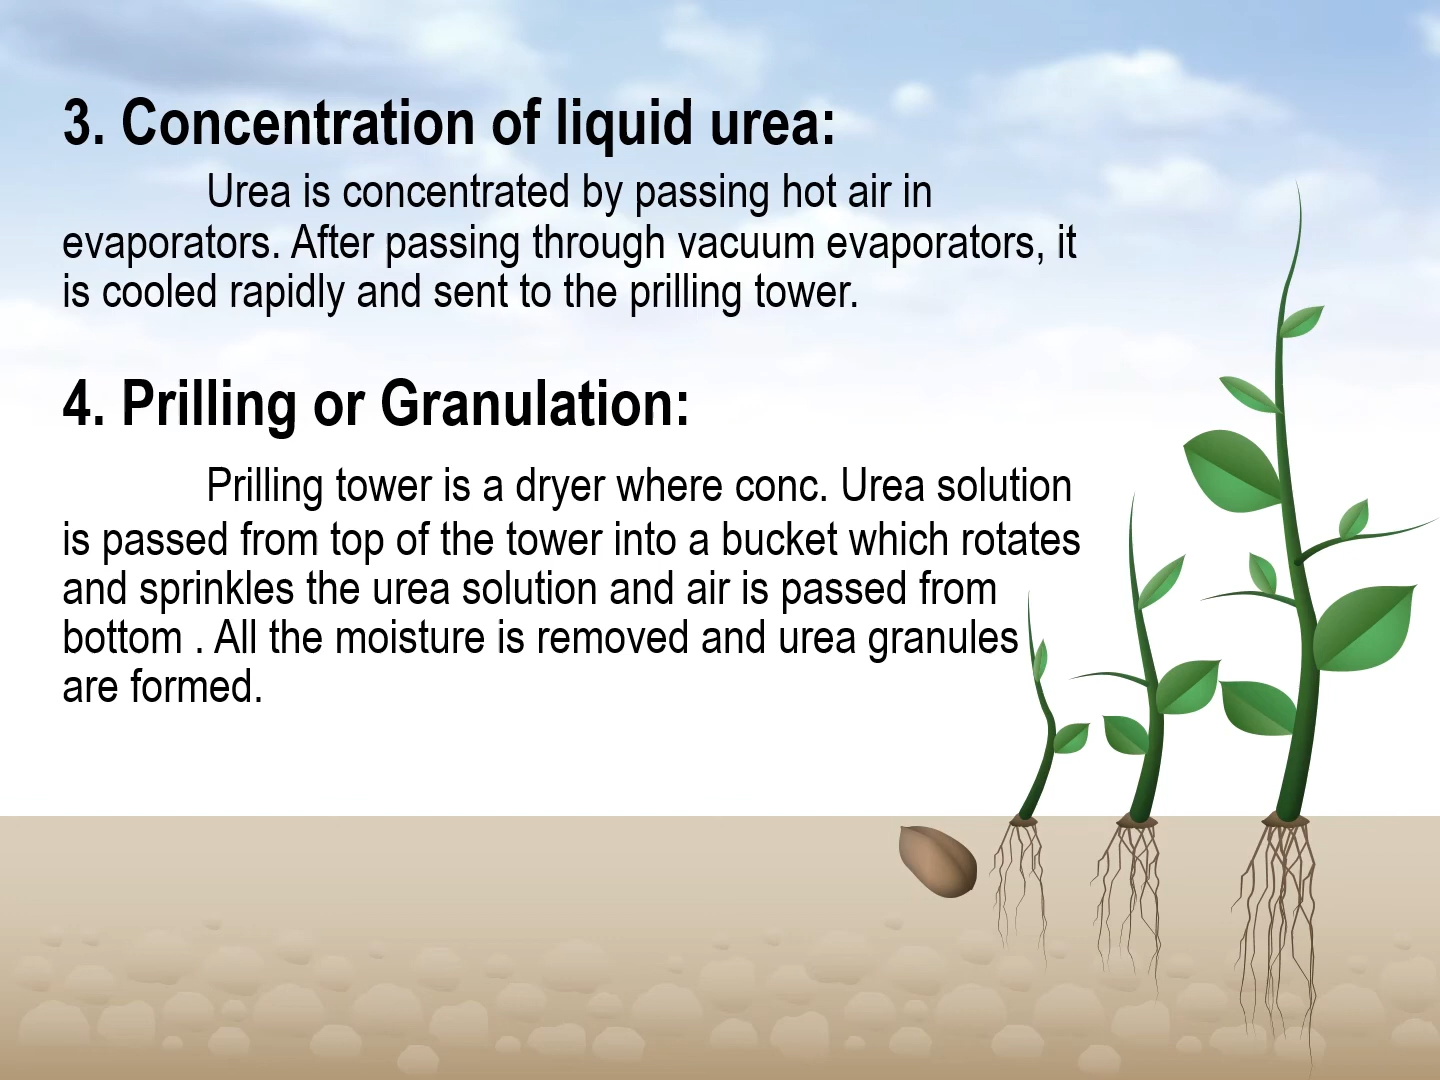 3. Concentration of liquid urea:
Urea is concentrated by passing hot air in
evaporators. After passing through vacuum evaporators, it
is cooled rapidly and sent to the prilling tower.
4. Prilling or Granulation:
Prilling tower is a dryer where conc. Urea solution
is passed from top of the tower into a bucket which rotates
and sprinkles the urea solution and air is passed from
bottom . All the moisture is removed and urea granules
are formed.